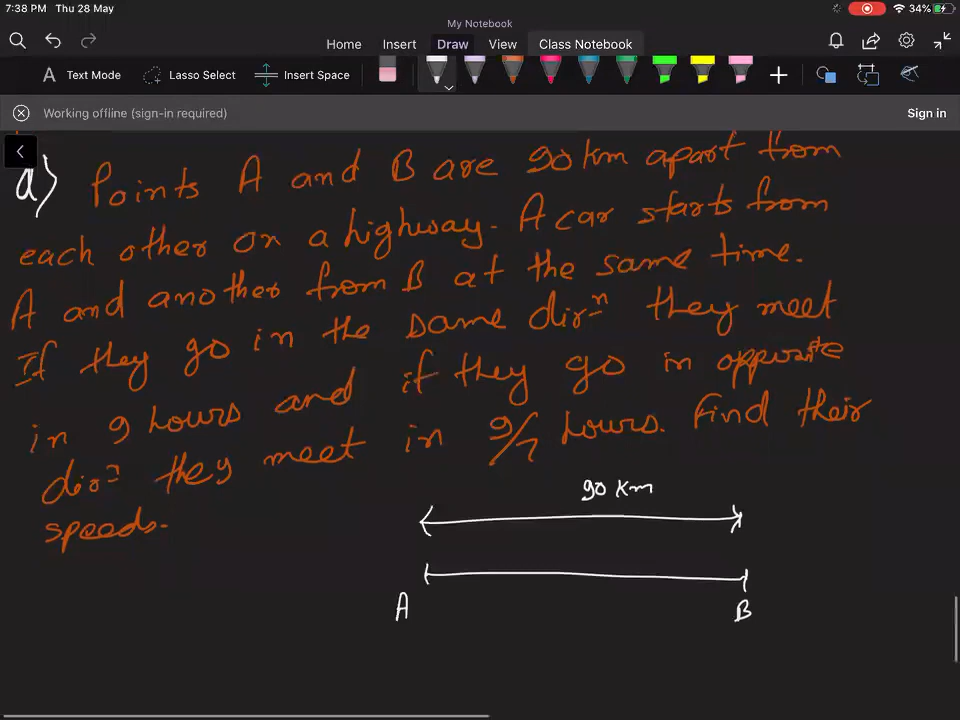 7:38 PM Thu 28 May
34%
My Notebook
Home Insert Draw View Class Notebook
Text Mode Lasso Select Insert Space
Working offline (sign-in required) Sign in
a) Points A and B are 90 km apart from
each other on a highway. A car starts from
A and another from B at the same time.
If they go in the same dirⁿ they meet
in 9 hours and if they go in opposite
dirⁿ they meet in 9/7 hours. Find their
speeds.
90 km
A B